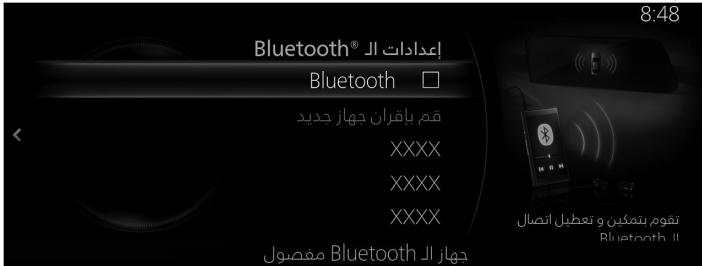 8:48
إعدادات الـ Bluetooth®
Bluetooth
قم بإقران جهاز جديد
XXXX
XXXX
XXXX
تقوم بتمكين و تعطيل اتصال
الـ Bluetooth
جهاز الـ Bluetooth مفصول